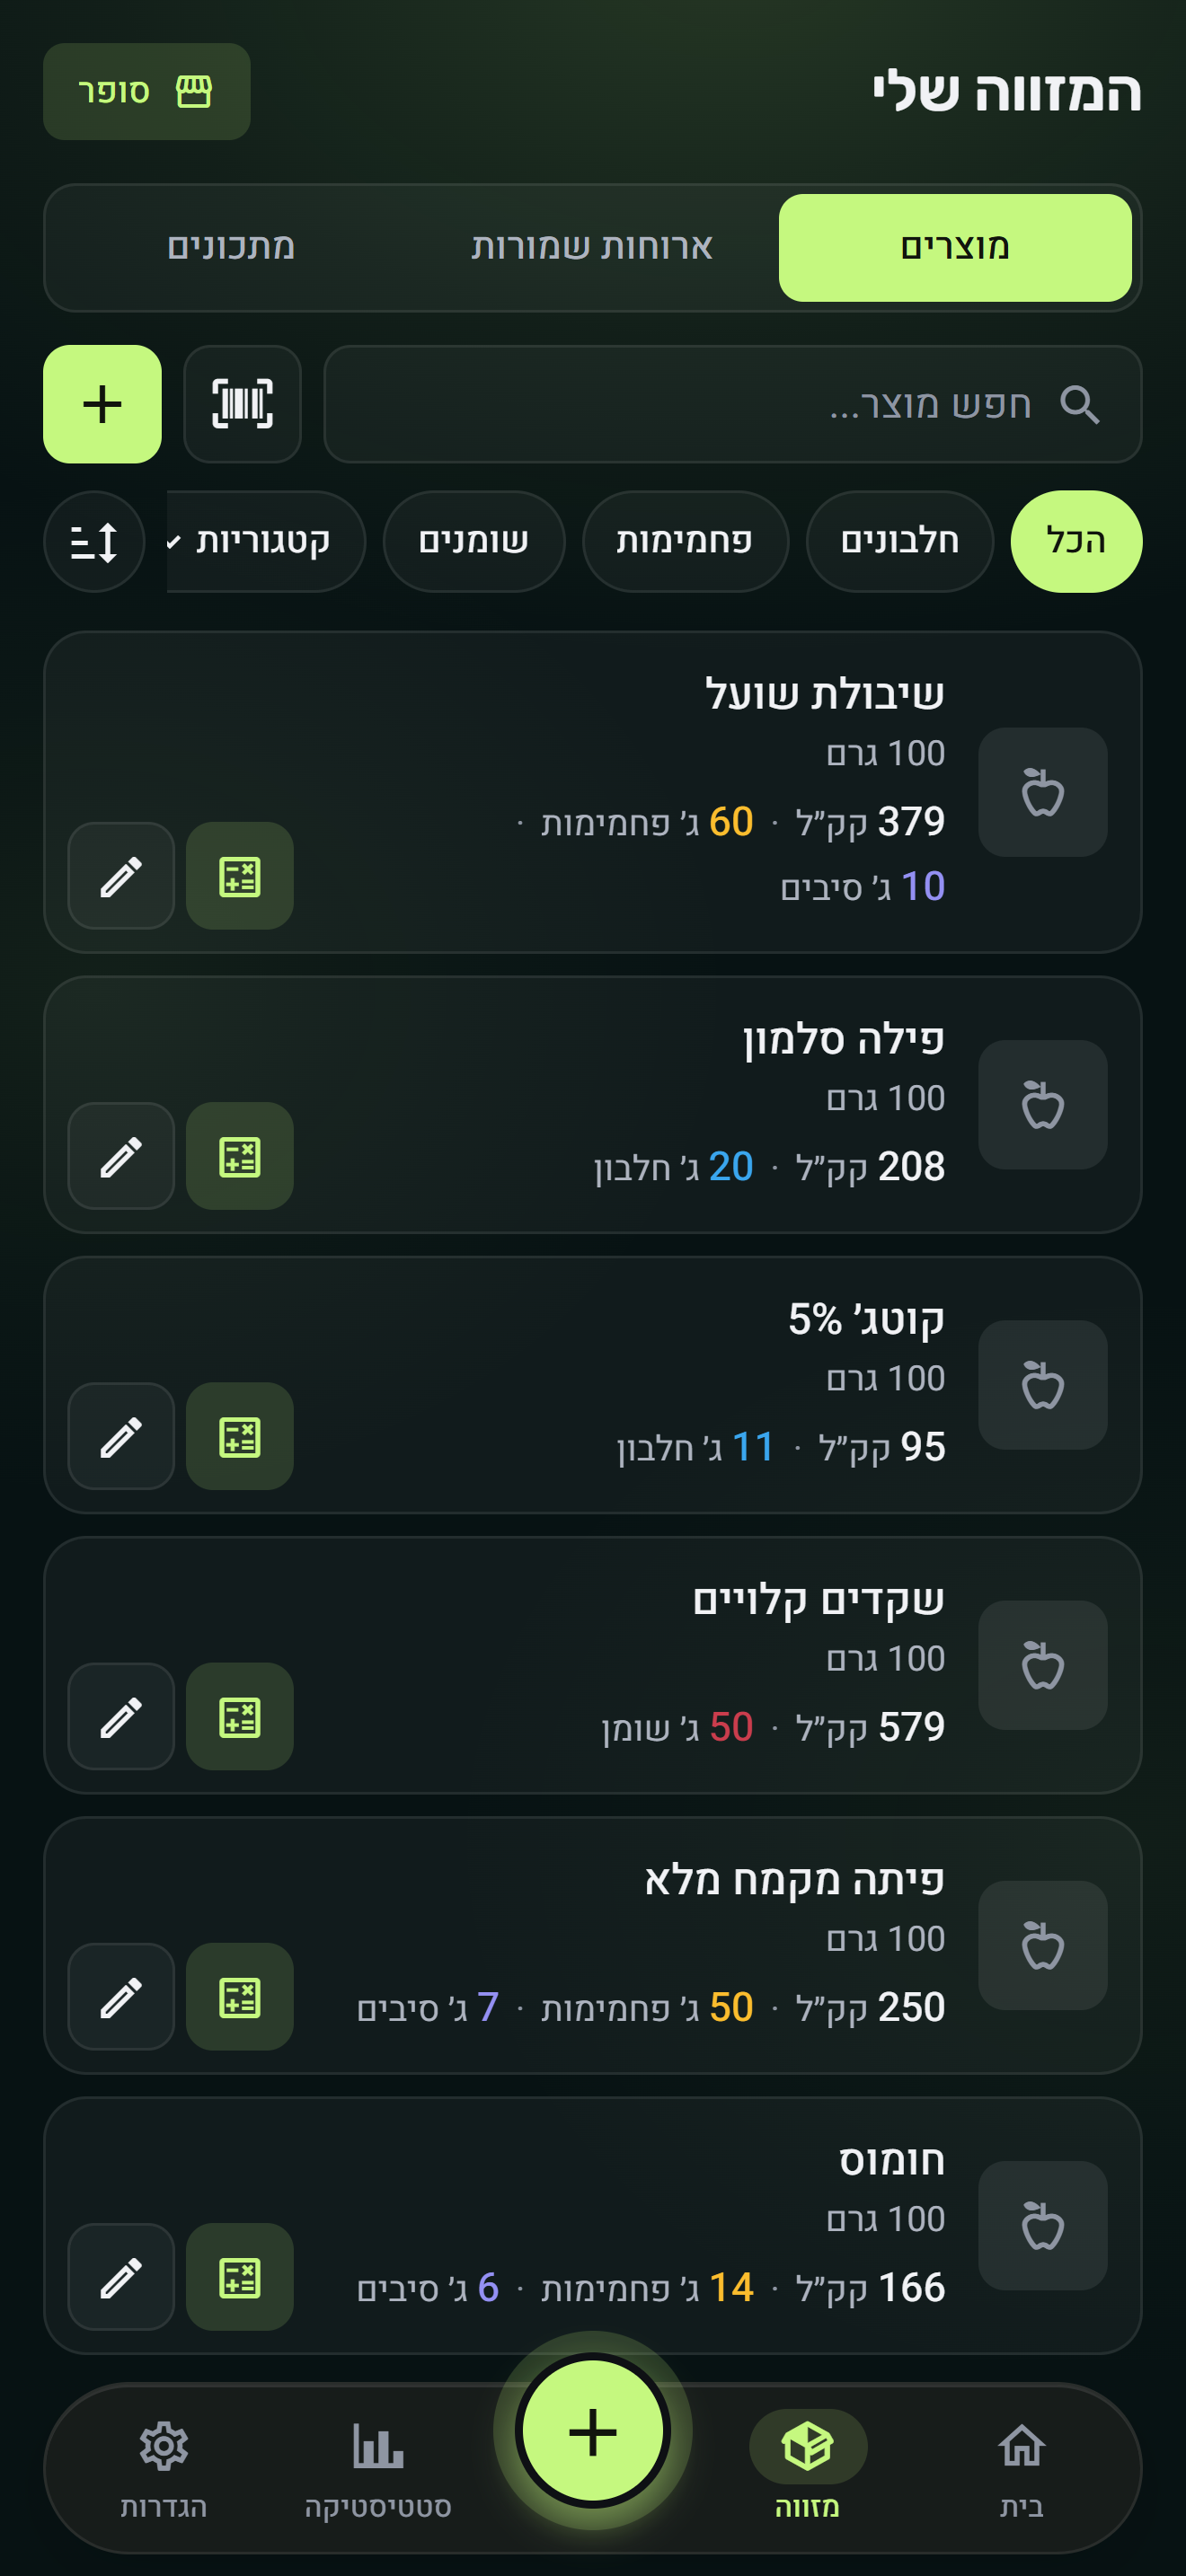 המזווה שלי
סופר
מוצרים
ארוחות שמורות
מתכונים
חפש מוצר...
הכל
חלבונים
פחמימות
שומנים
קטגוריות
שיבולת שועל
100 גרם
379 קק״ל · 60 ג׳ פחמימות ·
10 ג׳ סיבים
פילה סלמון
100 גרם
208 קק״ל · 20 ג׳ חלבון
קוטג׳ 5%
100 גרם
95 קק״ל · 11 ג׳ חלבון
שקדים קלויים
100 גרם
579 קק״ל · 50 ג׳ שומן
פיתה מקמח מלא
100 גרם
250 קק״ל · 50 ג׳ פחמימות · 7 ג׳ סיבים
חומוס
100 גרם
166 קק״ל · 14 ג׳ פחמימות · 6 ג׳ סיבים
בית
מזווה
סטטיסטיקה
הגדרות